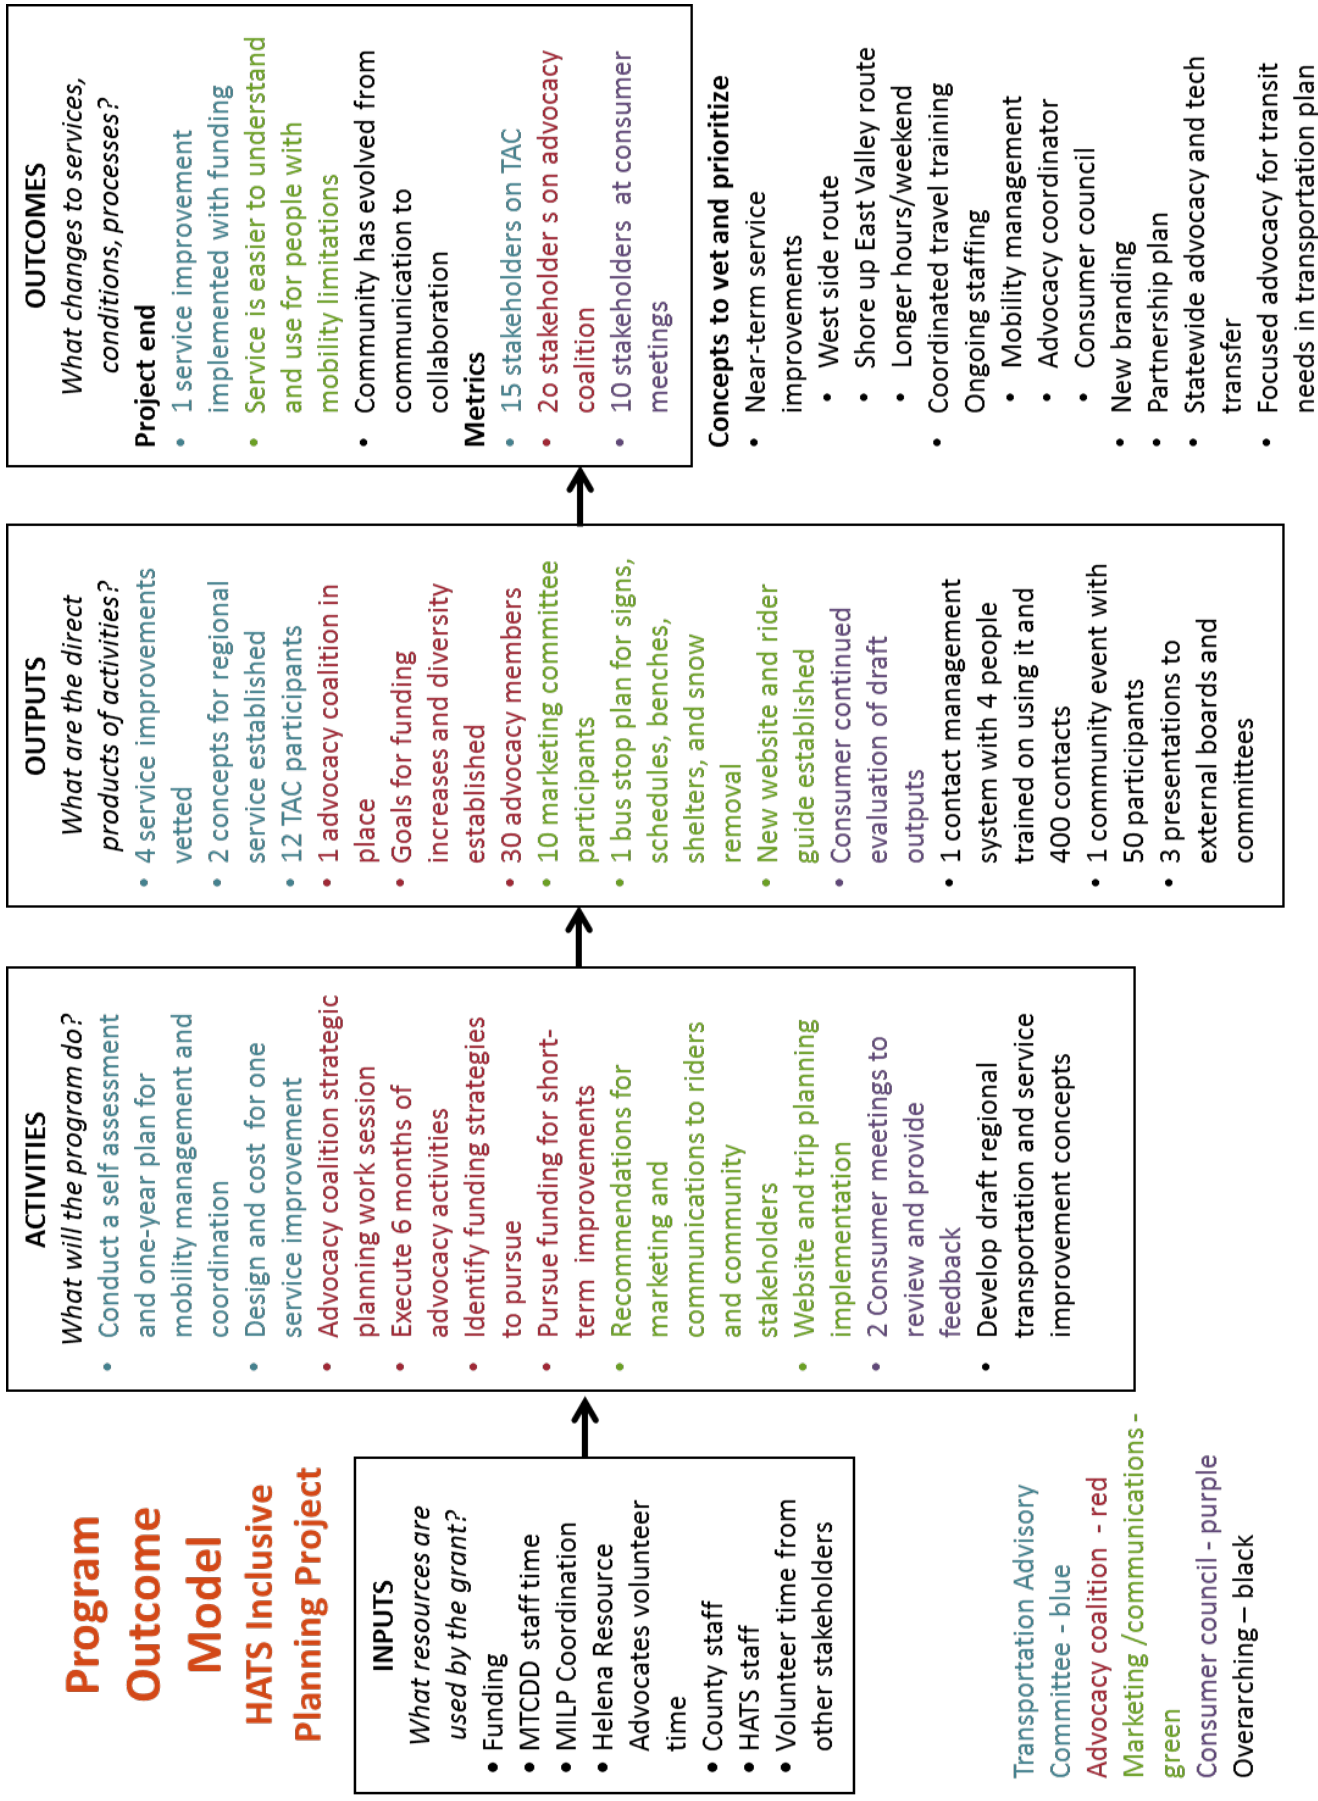 Program
Outcome
Model
HATS Inclusive
Planning Project
INPUTS
What resources are
used by the grant?
• Funding
• MTCDD staff time
• MILP Coordination
• Helena Resource
Advocates volunteer
time
• County staff
• HATS staff
• Volunteer time from
other stakeholders
Transportation Advisory
Committee - blue
Advocacy coalition - red
Marketing /communications -
green
Consumer council - purple
Overarching – black
ACTIVITIES
What will the program do?
• Conduct a self assessment
and one-year plan for
mobility management and
coordination
• Design and cost for one
service improvement
• Advocacy coalition strategic
planning work session
• Execute 6 months of
advocacy activities
• Identify funding strategies
to pursue
• Pursue funding for short-
term improvements
• Recommendations for
marketing and
communications to riders
and community
stakeholders
• Website and trip planning
implementation
• 2 Consumer meetings to
review and provide
feedback
• Develop draft regional
transportation and service
improvement concepts
OUTPUTS
What are the direct
products of activities?
• 4 service improvements
vetted
• 2 concepts for regional
service established
• 12 TAC participants
• 1 advocacy coalition in
place
• Goals for funding
increases and diversity
established
• 30 advocacy members
• 10 marketing committee
participants
• 1 bus stop plan for signs,
schedules, benches,
shelters, and snow
removal
• New website and rider
guide established
• Consumer continued
evaluation of draft
outputs
• 1 contact management
system with 4 people
trained on using it and
400 contacts
• 1 community event with
50 participants
• 3 presentations to
external boards and
committees
OUTCOMES
What changes to services,
conditions, processes?
Project end
• 1 service improvement
implemented with funding
• Service is easier to understand
and use for people with
mobility limitations
• Community has evolved from
communication to
collaboration
Metrics
• 15 stakeholders on TAC
• 2o stakeholder s on advocacy
coalition
• 10 stakeholders at consumer
meetings
Concepts to vet and prioritize
• Near-term service
improvements
• West side route
• Shore up East Valley route
• Longer hours/weekend
• Coordinated travel training
Ongoing staffing
• Mobility management
• Advocacy coordinator
• Consumer council
• New branding
• Partnership plan
• Statewide advocacy and tech
transfer
• Focused advocacy for transit
needs in transportation plan